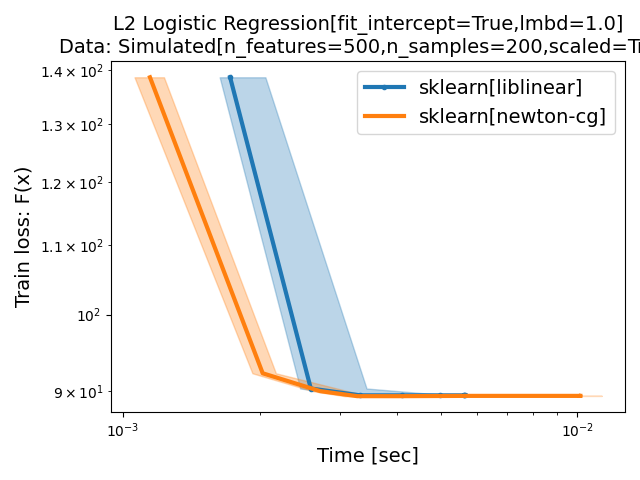 L2 Logistic Regression[fit_intercept=True,lmbd=1.0]
Data: Simulated[n_features=500,n_samples=200,scaled=T
sklearn[liblinear]
sklearn[newton-cg]
Train loss: F(x)
1.4 × 10²
1.3 × 10²
1.2 × 10²
1.1 × 10²
10²
9 × 10¹
10⁻³
10⁻²
Time [sec]